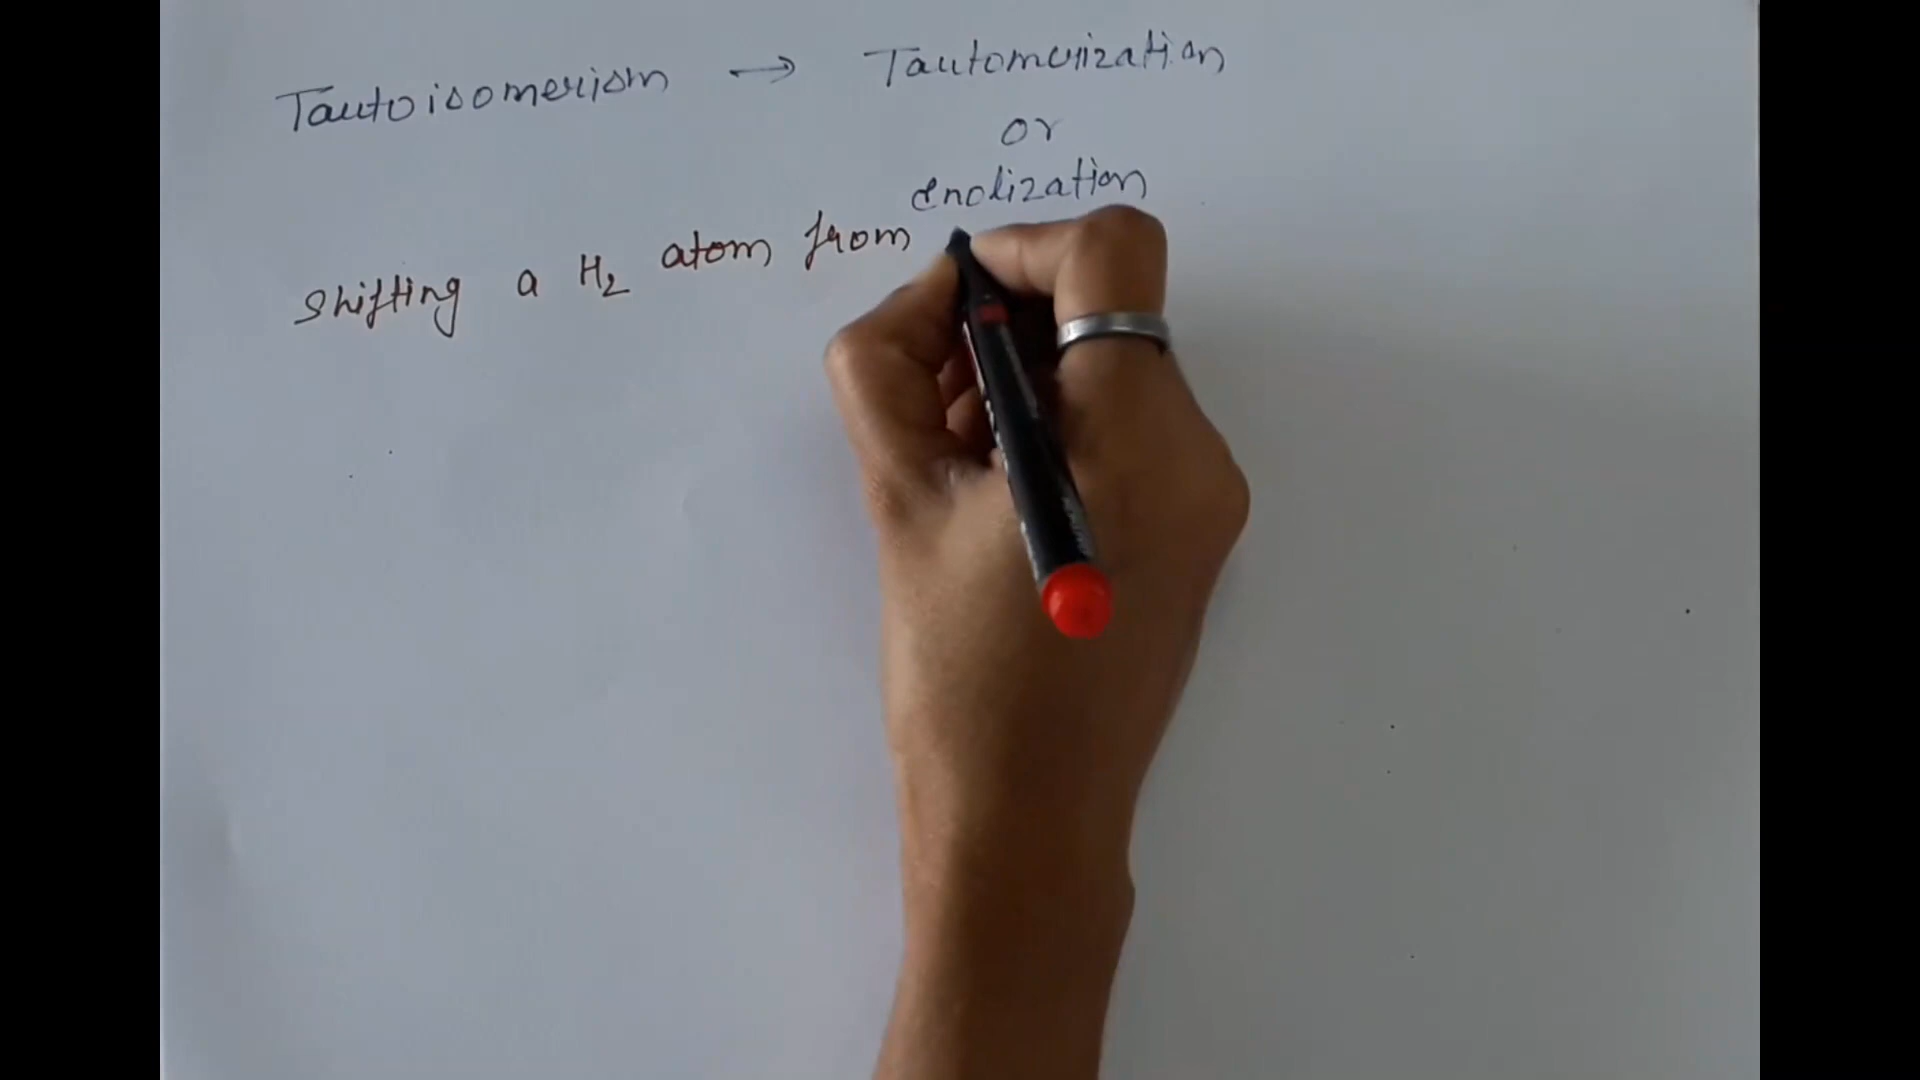 Tautoisomerism → Tautomerization
or
enolization
shifting a H₂ atom from